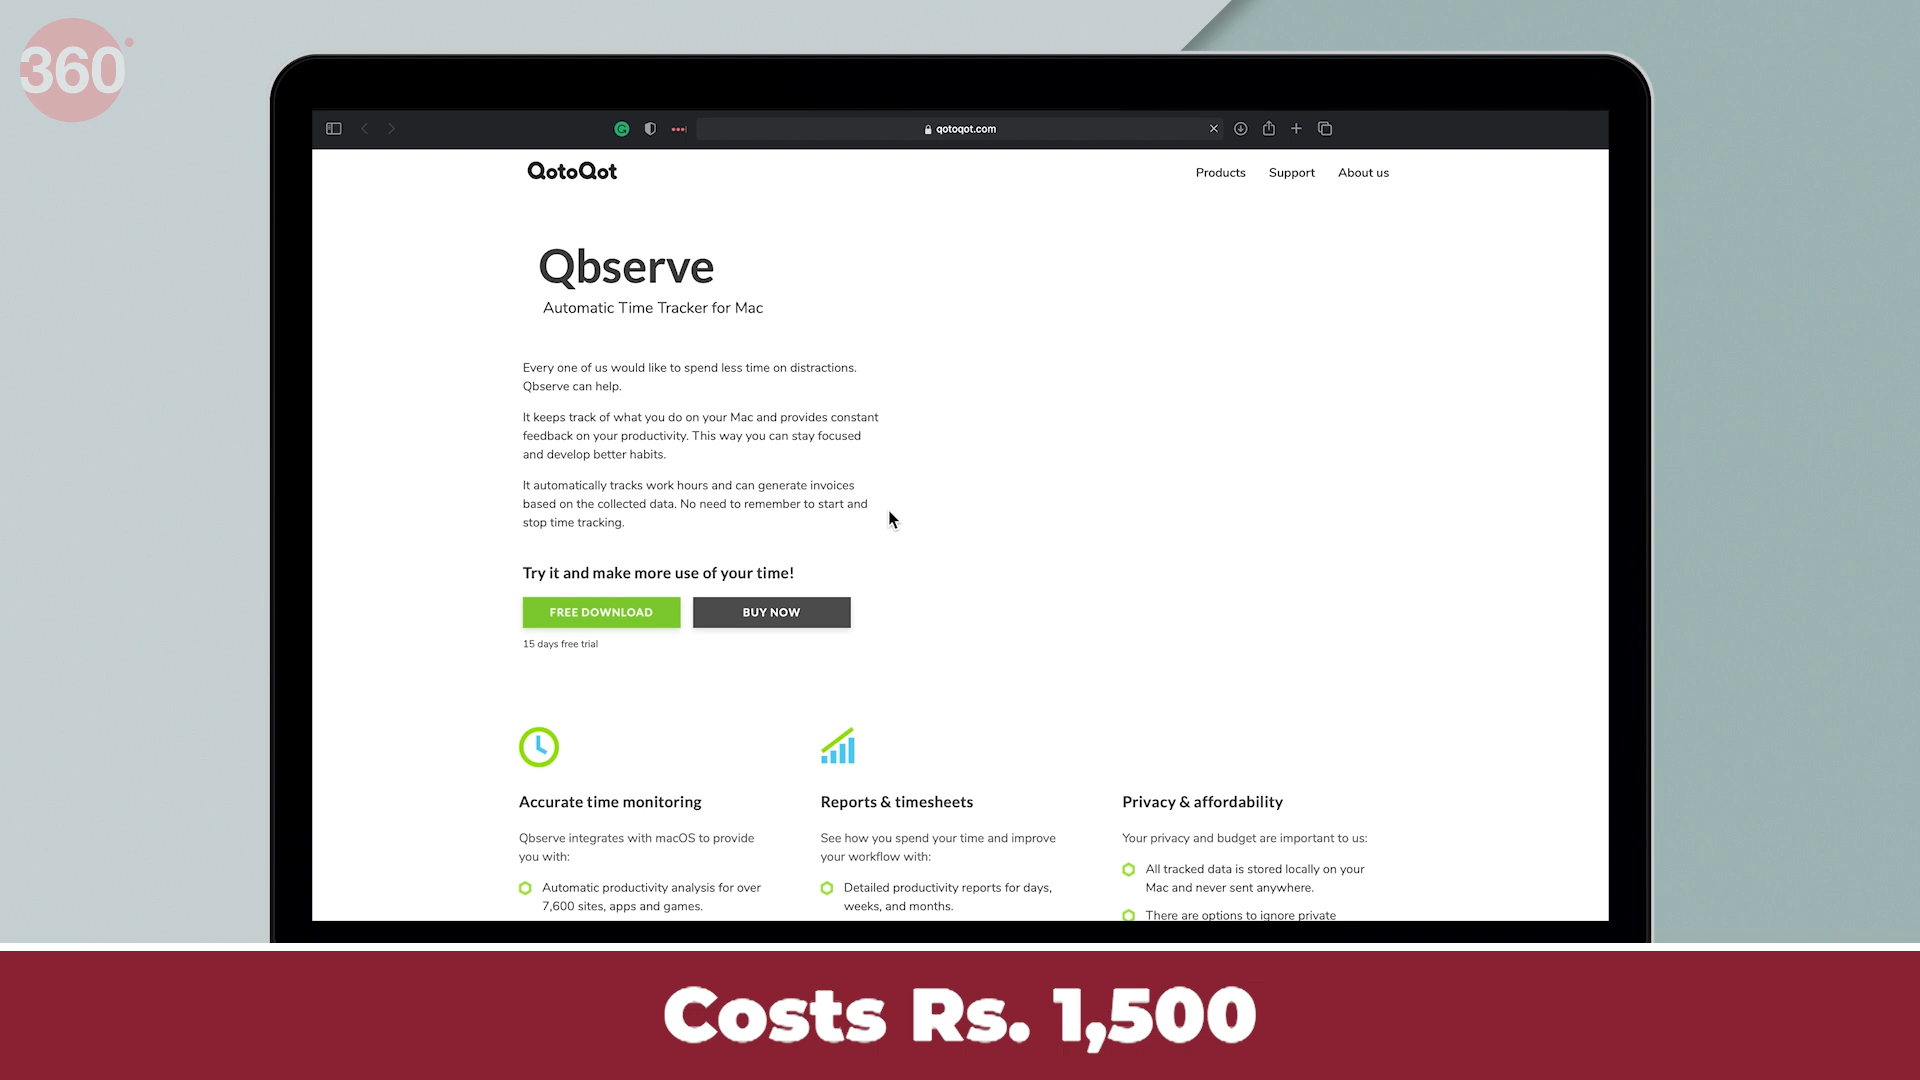 360
qotoqot.com
QotoQot
Products
Support
About us
Qbserve
Automatic Time Tracker for Mac
Every one of us would like to spend less time on distractions.
Qbserve can help.
It keeps track of what you do on your Mac and provides constant
feedback on your productivity. This way you can stay focused
and develop better habits.
It automatically tracks work hours and can generate invoices
based on the collected data. No need to remember to start and
stop time tracking.
Try it and make more use of your time!
FREE DOWNLOAD
BUY NOW
15 days free trial
Accurate time monitoring
Qbserve integrates with macOS to provide
you with:
Automatic productivity analysis for over
7,600 sites, apps and games.
Reports & timesheets
See how you spend your time and improve
your workflow with:
Detailed productivity reports for days,
weeks, and months.
Privacy & affordability
Your privacy and budget are important to us:
All tracked data is stored locally on your
Mac and never sent anywhere.
There are options to ignore private
Costs Rs. 1,500